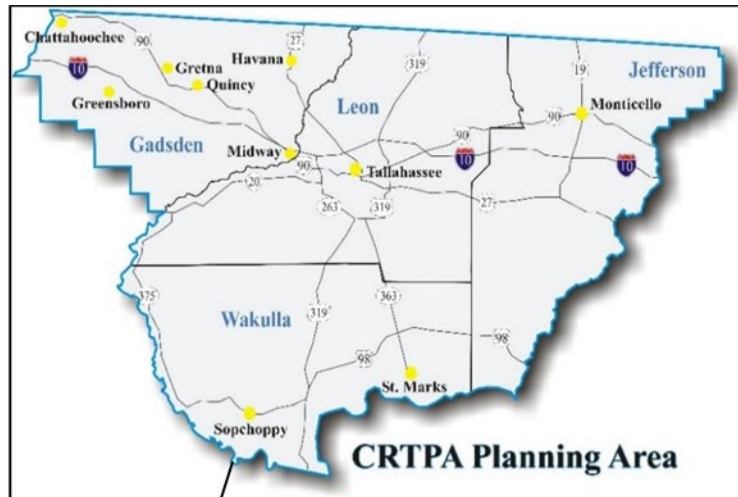 Chattahoochee
90
Havana
27
319
10
Gretna
Quincy
Greensboro
Jefferson
19
Monticello
Leon
90
Gadsden
Midway
90
90
10
10
Tallahassee
20
263
319
27
375
Wakulla
319
363
98
98
St. Marks
Sopchoppy
CRTPA Planning Area